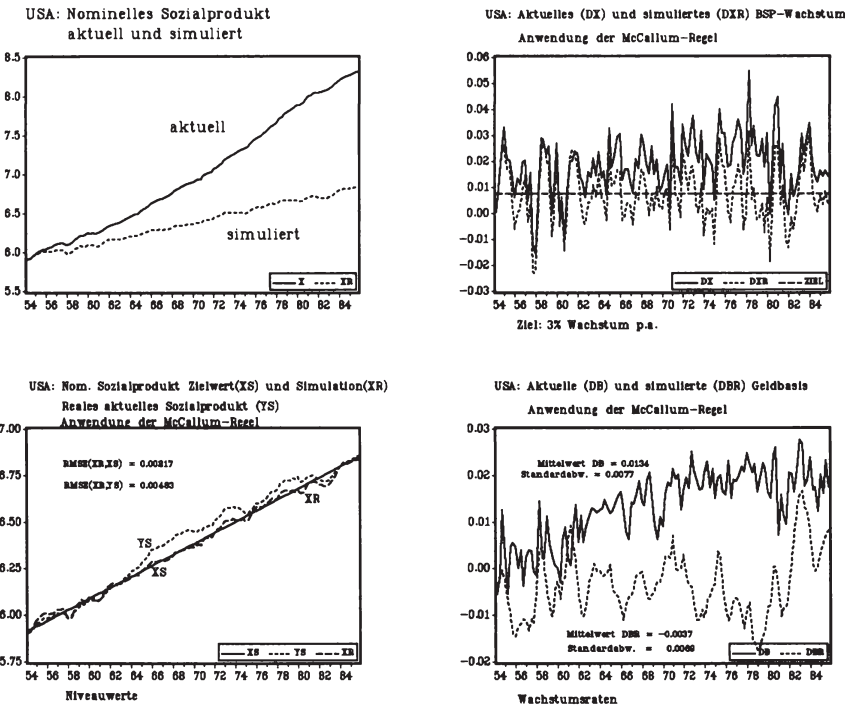 USA: Nominelles Sozialprodukt
aktuell und simuliert
8.5
8.0
7.5
7.0
6.5
6.0
5.5
aktuell
simuliert
X XR
54 56 58 60 62 64 66 68 70 72 74 76 78 80 82 84
USA: Aktuelles (DX) und simuliertes (DXR) BSP-Wachstum
Anwendung der McCallum-Regel
0.06
0.05
0.04
0.03
0.02
0.01
0.00
-0.01
-0.02
-0.03
DX DXR ZIEL
54 56 58 60 62 64 66 68 70 72 74 76 78 80 82 84
Ziel: 3% Wachstum p.a.
USA: Nom. Sozialprodukt Zielwert(XS) und Simulation(XR)
Reales aktuelles Sozialprodukt (YS)
Anwendung der McCallum-Regel
7.00
6.75
6.50
6.25
6.00
5.75
RMSE(XR,XS) = 0.00817
RMSE(XR,YS) = 0.00483
XR
YS
XS
XS YS XR
54 56 58 60 62 64 66 68 70 72 74 76 78 80 82 84
Niveauwerte
USA: Aktuelle (DB) und simulierte (DBR) Geldbasis
Anwendung der McCallum-Regel
0.03
0.02
0.01
0.00
-0.01
-0.02
Mittelwert DB = 0.0134
Standardabw. = 0.0077
Mittelwert DBR = -0.0037
Standardabw. = 0.0069
DB DBR
54 56 58 60 62 64 66 68 70 72 74 76 78 80 82 84
Wachstumsraten